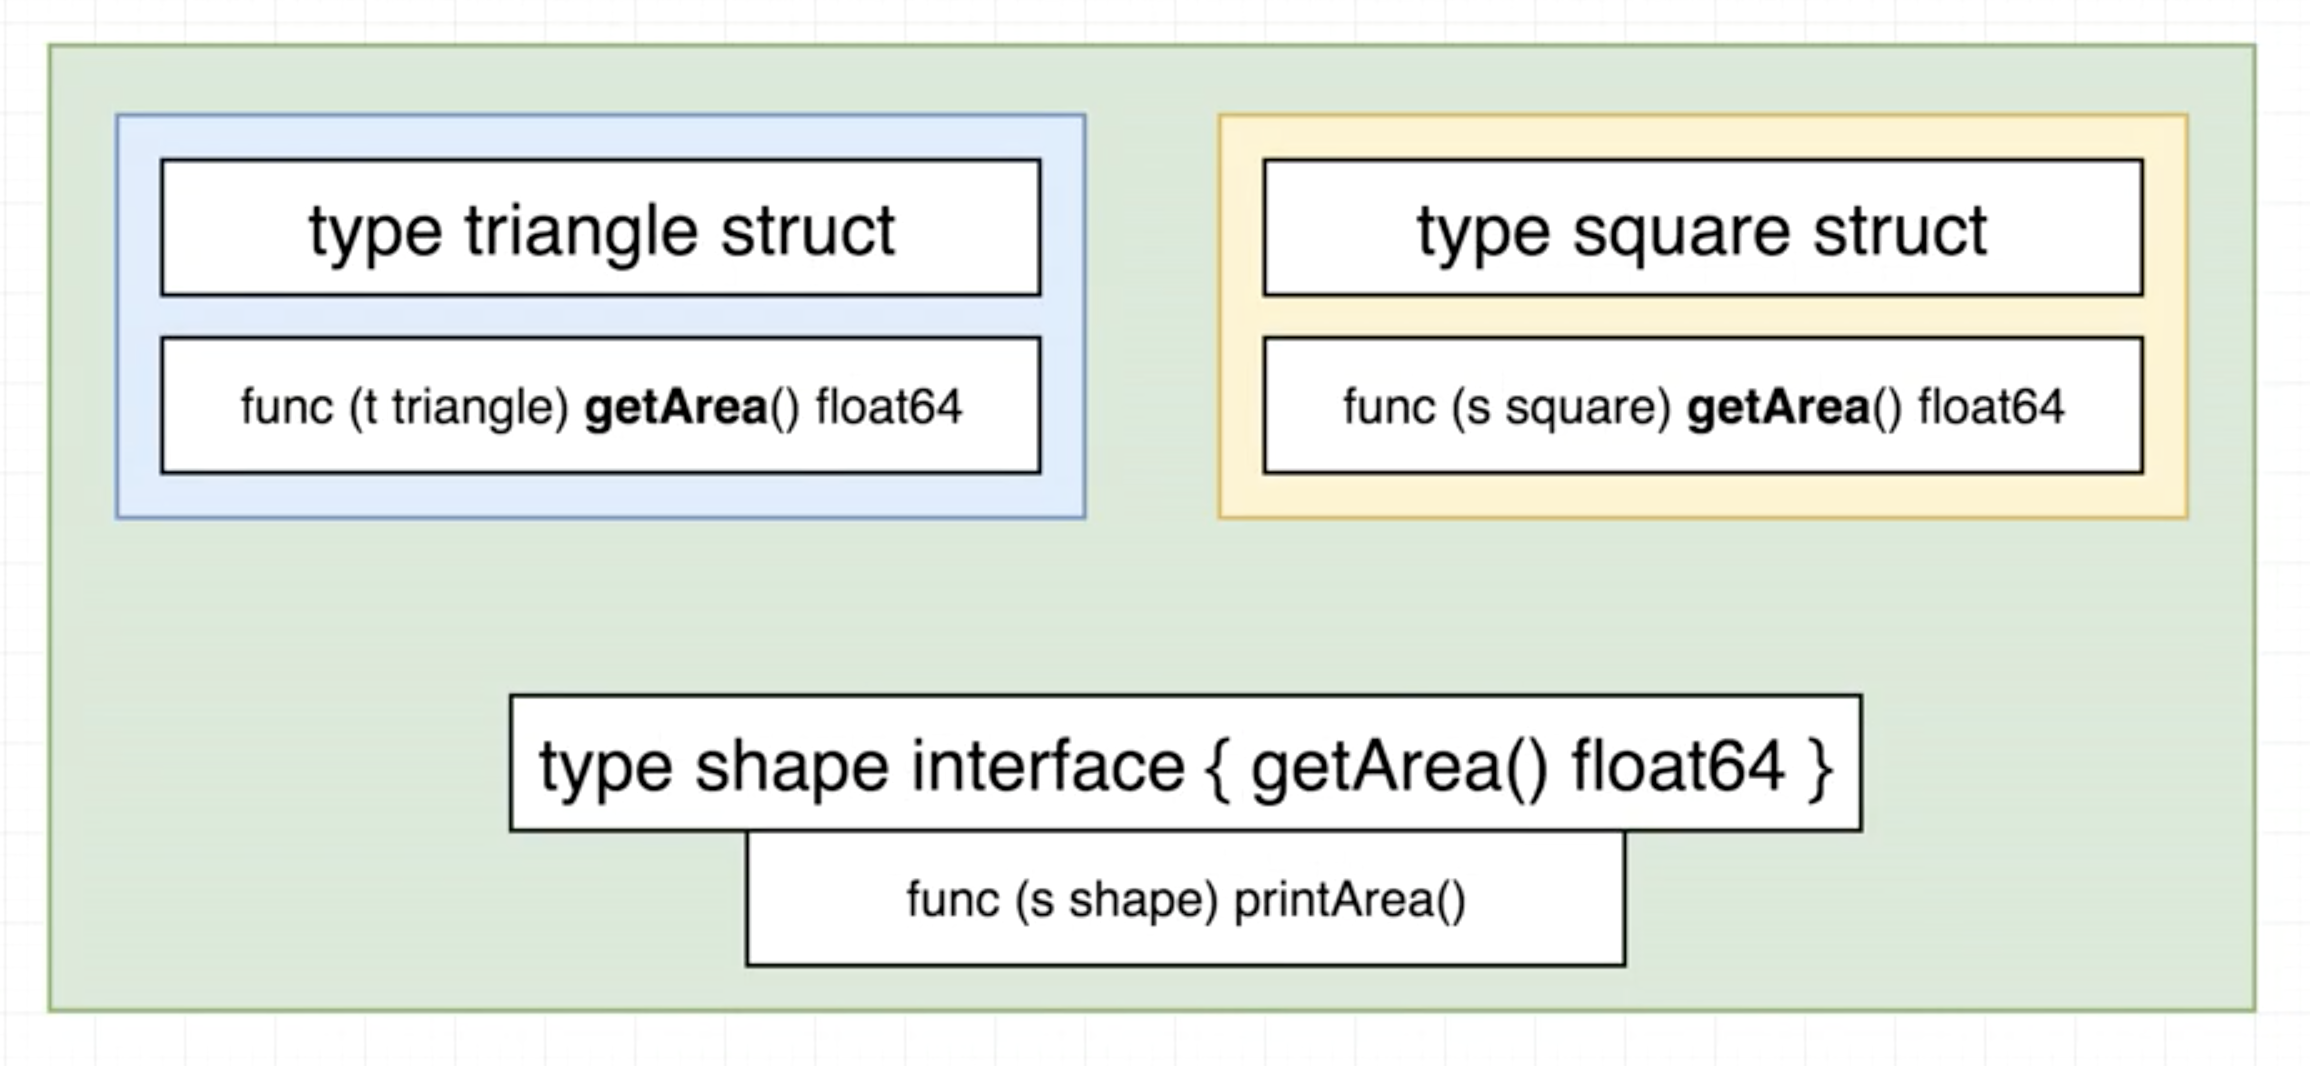 type triangle struct
func (t triangle) getArea() float64
type square struct
func (s square) getArea() float64
type shape interface { getArea() float64 }
func (s shape) printArea()